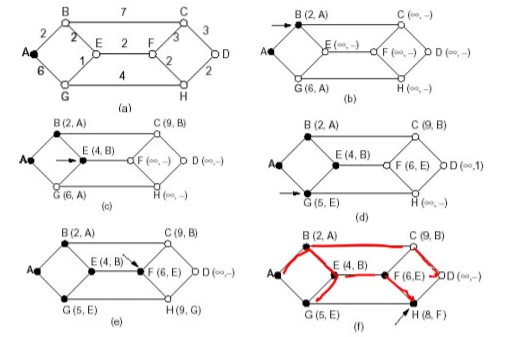 B 7 C
2 2 3 3
A E 2 F D
6 1 2 2
4
G H
(a)
B (2, A) C (∞, –)
A E (∞, –) F (∞, –) D (∞, –)
G (6, A) H (∞, –)
(b)
B (2, A) C (9, B)
A E (4, B) F (∞, –) D (∞,–)
G (6, A) H (∞, –)
(c)
B (2, A) C (9, B)
E (4, B)
A F (6, E) D (∞,1)
G (5, E) H (∞, –)
(d)
B (2, A) C (9, B)
E (4, B)
A F (6, E) D (∞,–)
G (5, E) H (9, G)
(e)
B (2, A) C (9, B)
E (4, B)
A F (6,E) D (∞,–)
G (5, E) H (8, F)
(f)